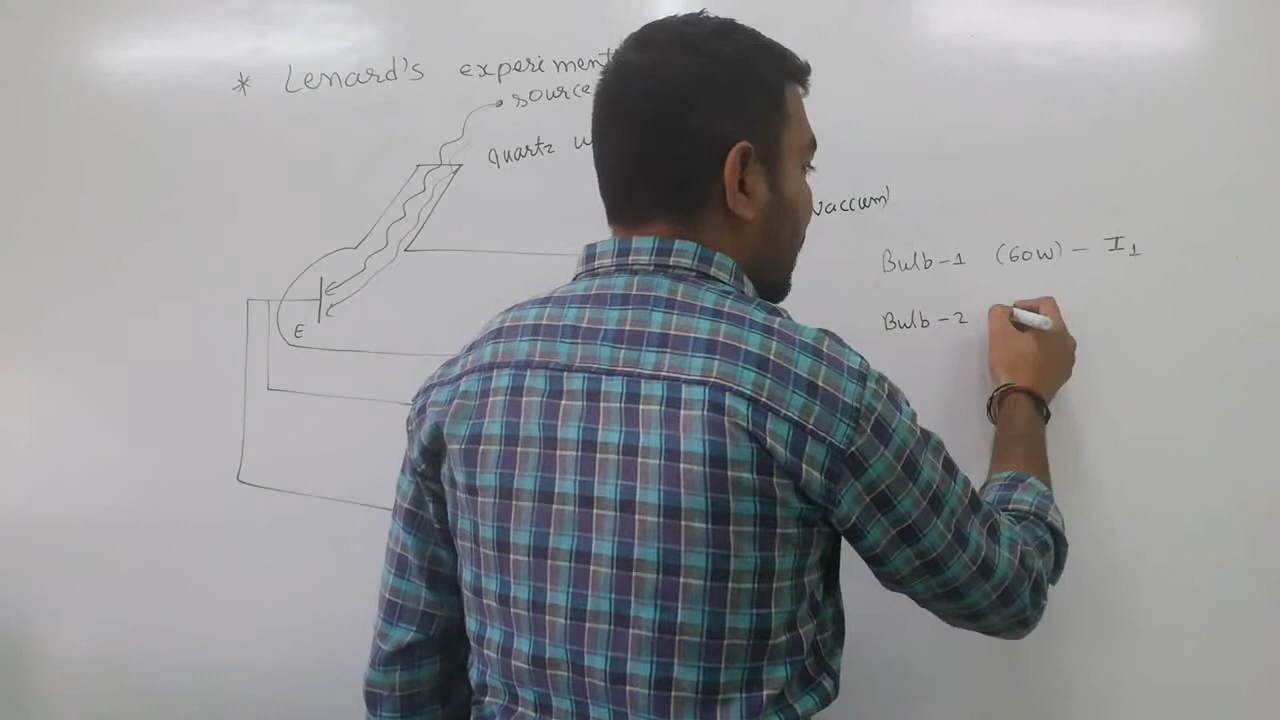 * Lenard's experiment
source
quartz
vaccum
Bulb-1 (60W) - I1
Bulb-2
E